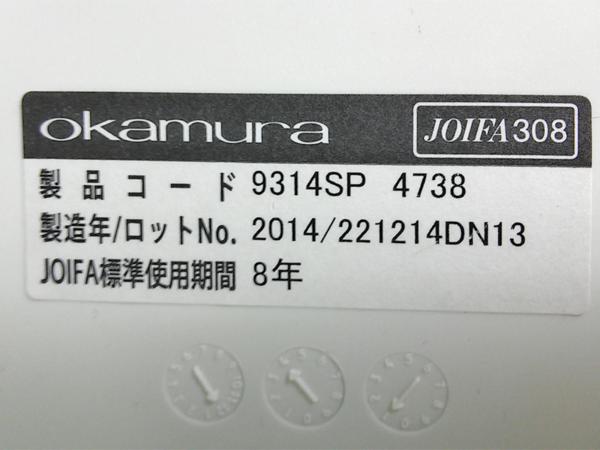 okamura JOIFA308
製品コード 9314SP 4738
製造年/ロットNo. 2014/221214DN13
JOIFA標準使用期間 8年